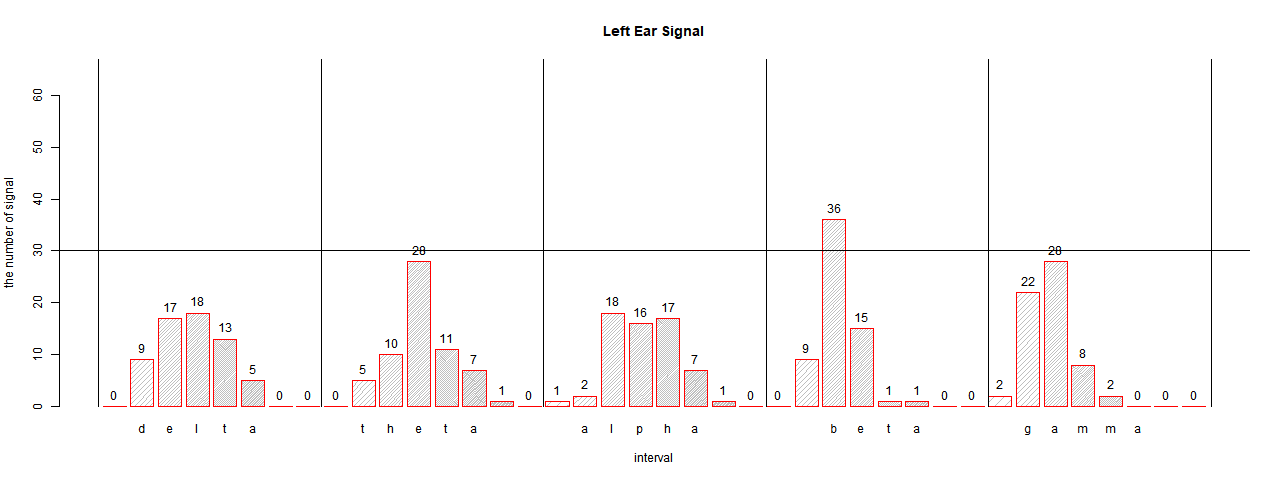 Left Ear Signal
the number of signal
60
50
40
30
20
10
0
0 9 17 18 13 5 0 0 0 5 10 28 11 7 1 0 1 2 18 16 17 7 1 0 0 9 36 15 1 1 0 0 2 22 28 8 2 0 0 0
d e l t a t h e t a a l p h a b e t a g a m m a
interval